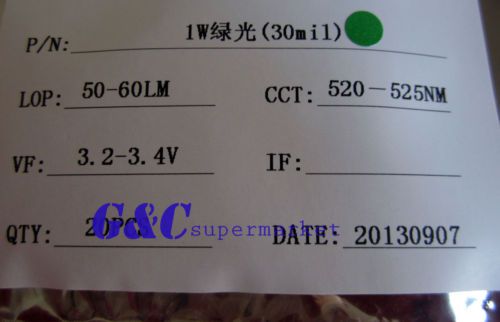 P/N: 1W绿光(30mil)
LOP: 50-60LM CCT: 520-525NM
VF: 3.2-3.4V IF:
QTY: 20PCS DATE: 20130907
G&C supermarket